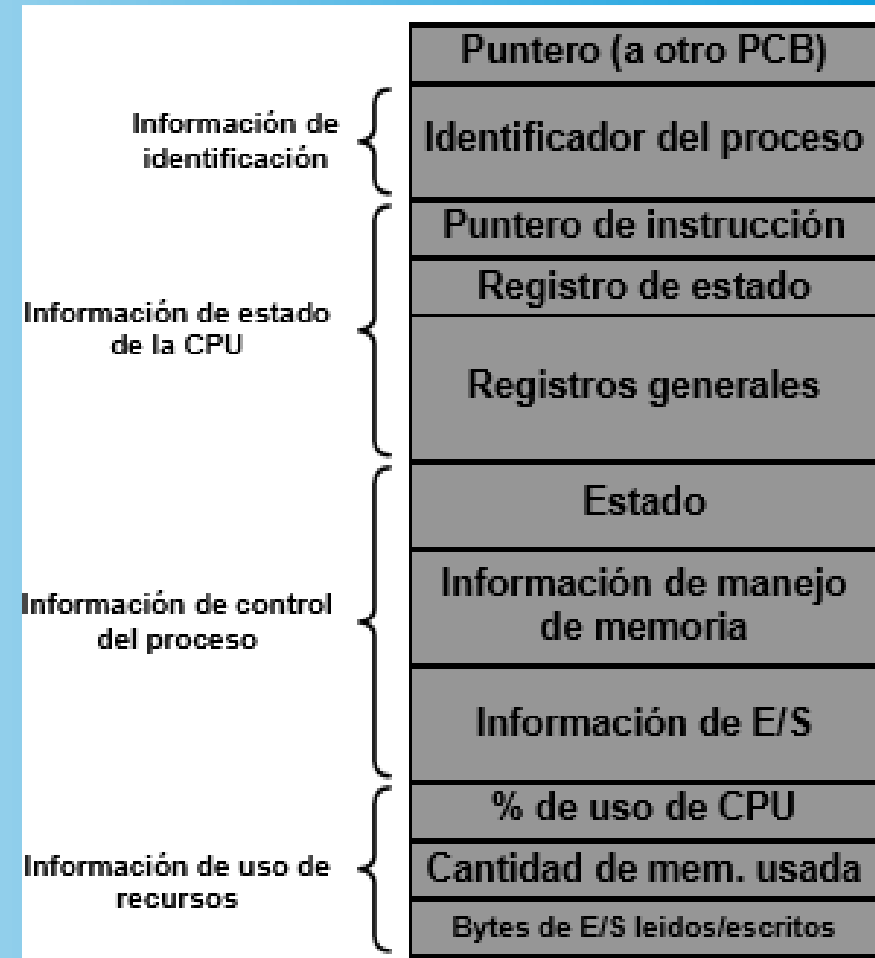 Puntero (a otro PCB)
Información de
identificación
Identificador del proceso
Información de estado
de la CPU
Puntero de instrucción
Registro de estado
Registros generales
Información de control
del proceso
Estado
Información de manejo
de memoria
Información de E/S
Información de uso de
recursos
% de uso de CPU
Cantidad de mem. usada
Bytes de E/S leidos/escritos